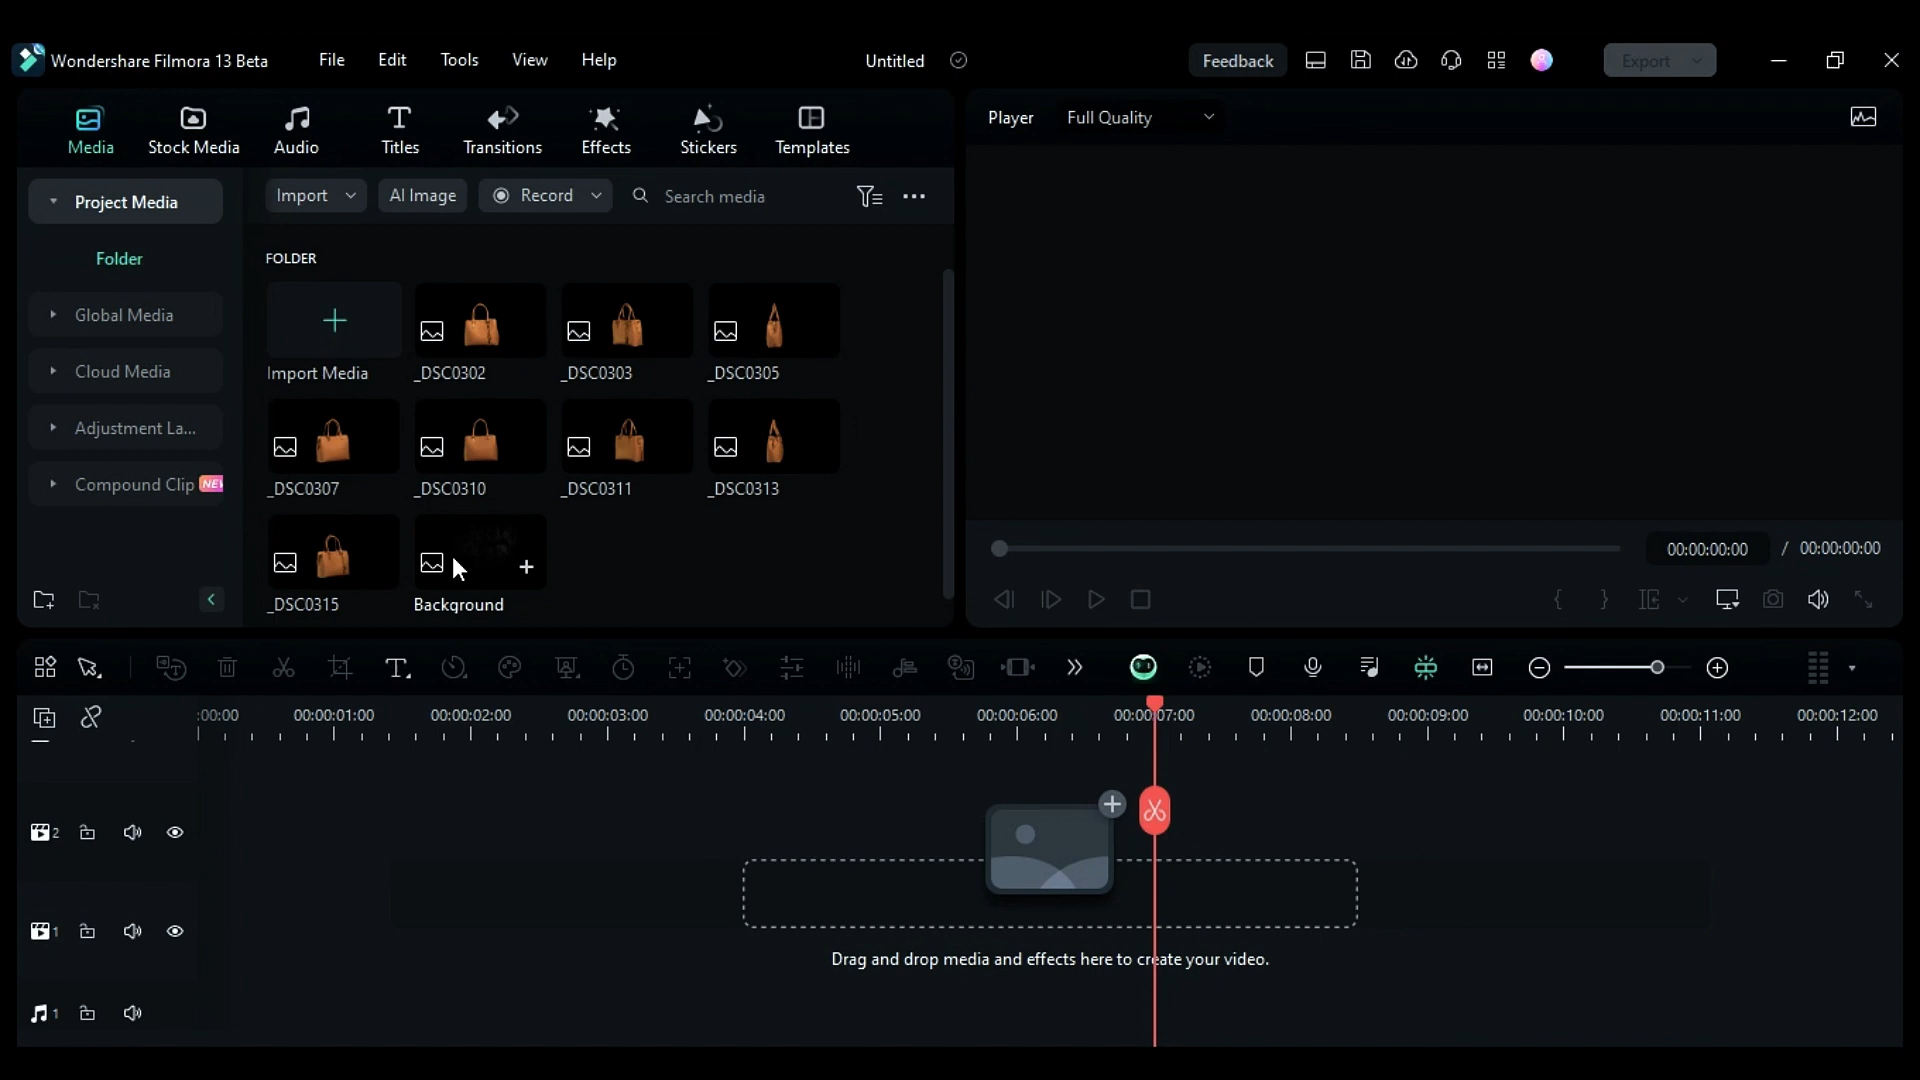 Wondershare Filmora 13 Beta
File Edit Tools View Help
Untitled
Feedback
Export
Media Stock Media Audio Titles Transitions Effects Stickers Templates
Player Full Quality
Project Media
Import AI Image Record Search media
Folder
FOLDER
Global Media
Cloud Media
Adjustment La...
Compound Clip
Import Media _DSC0302 _DSC0303 _DSC0305
_DSC0307 _DSC0310 _DSC0311 _DSC0313
_DSC0315 Background
00:00:00:00 / 00:00:00:00
:00:00 00:00:01:00 00:00:02:00 00:00:03:00 00:00:04:00 00:00:05:00 00:00:06:00 00:00:07:00 00:00:08:00 00:00:09:00 00:00:10:00 00:00:11:00 00:00:12:00
2
1
Drag and drop media and effects here to create your video.
1